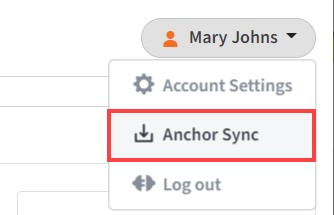 Mary Johns
Account Settings
Anchor Sync
Log out